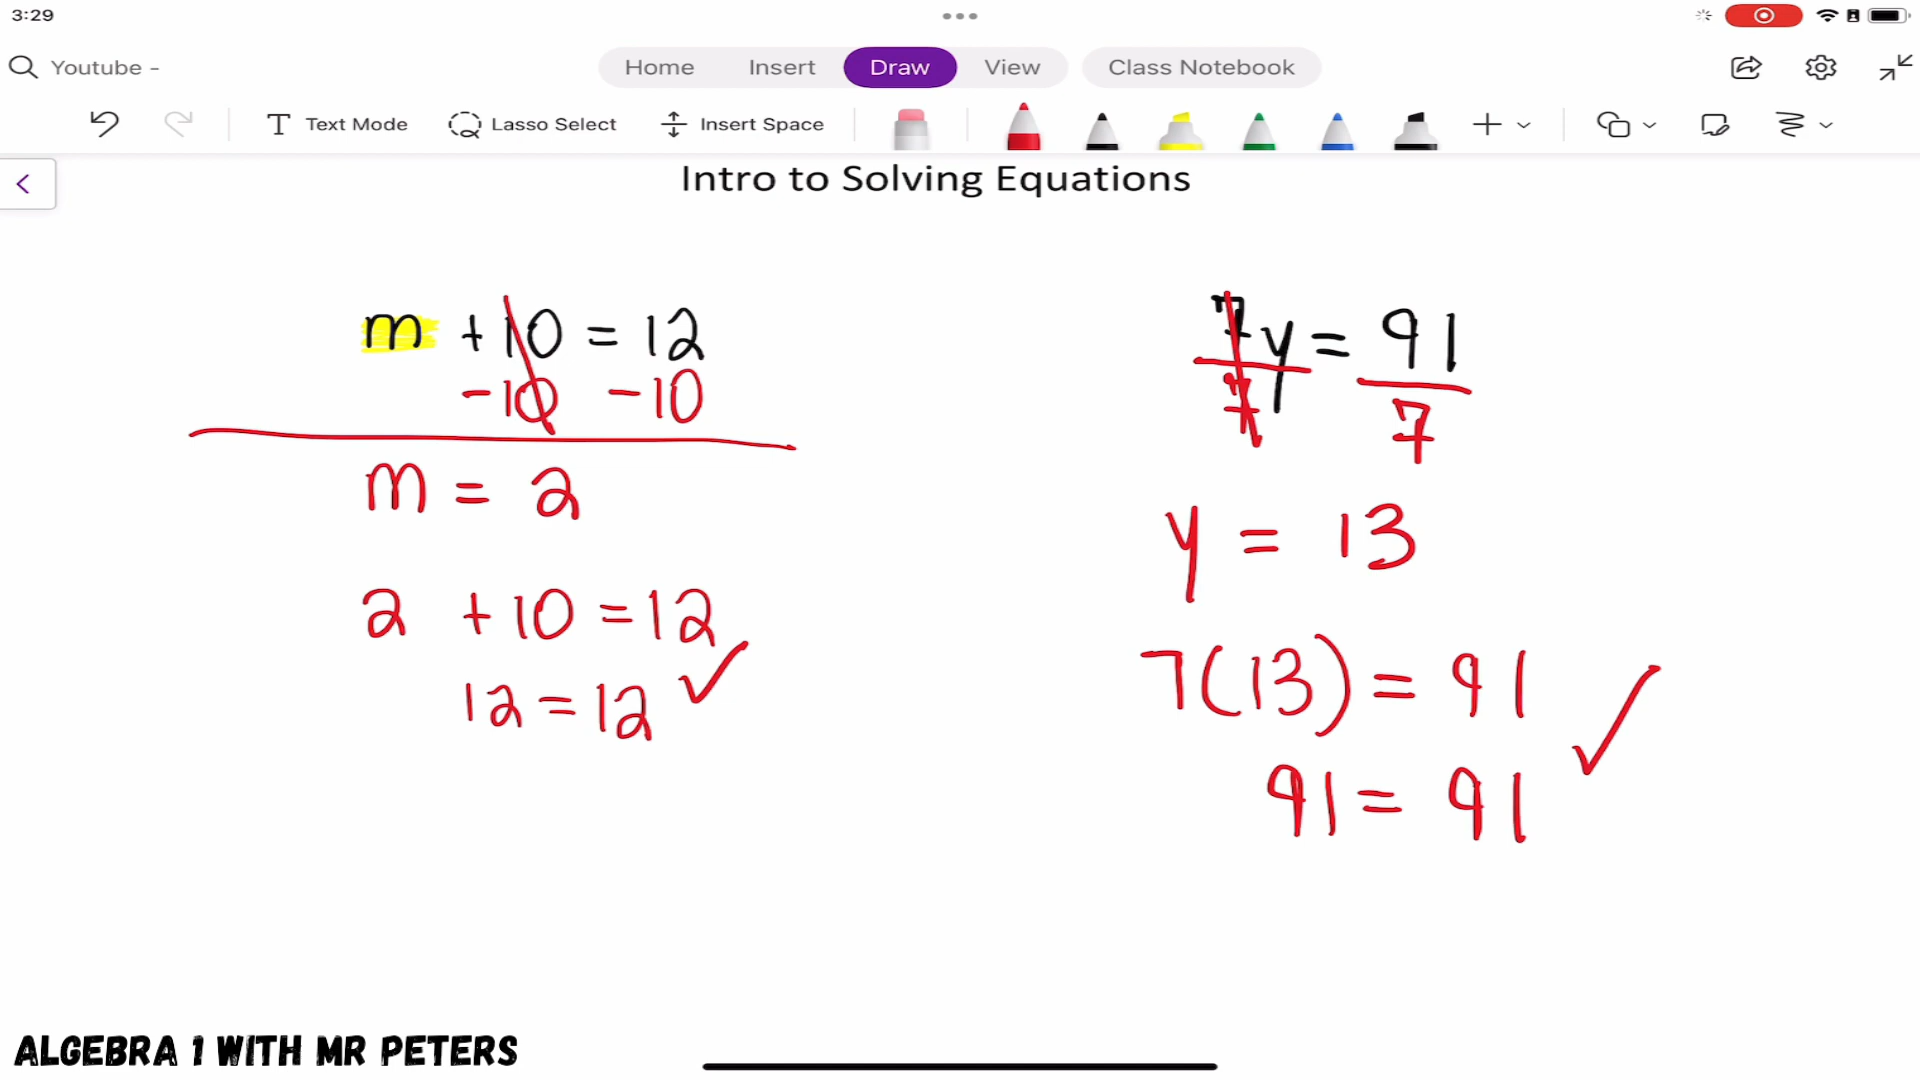 3:29
Youtube -
Home Insert Draw View Class Notebook
T Text Mode Lasso Select Insert Space
Intro to Solving Equations
m + 10 = 12
-10 -10
m = 2
2 + 10 = 12
12 = 12 ✓
7y = 91
7 7
y = 13
7(13) = 91
91 = 91 ✓
ALGEBRA 1 WITH MR PETERS